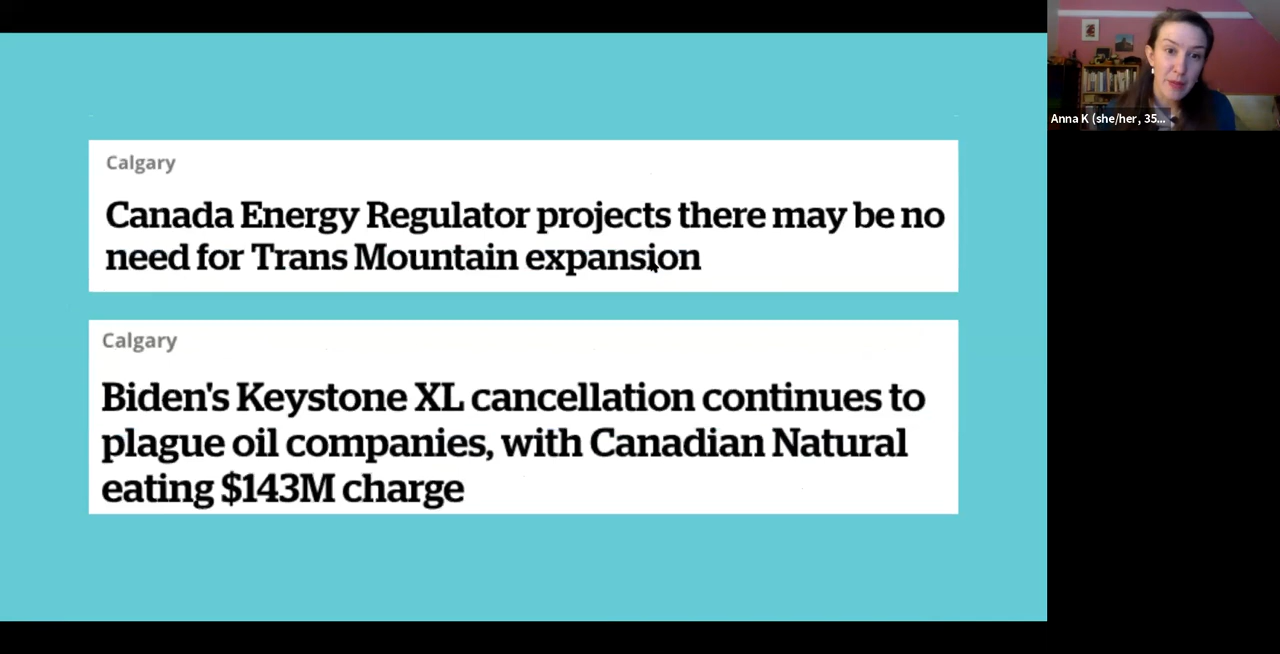 Calgary
Canada Energy Regulator projects there may be no
need for Trans Mountain expansion
Calgary
Biden's Keystone XL cancellation continues to
plague oil companies, with Canadian Natural
eating $143M charge
Anna K (she/her, 35...